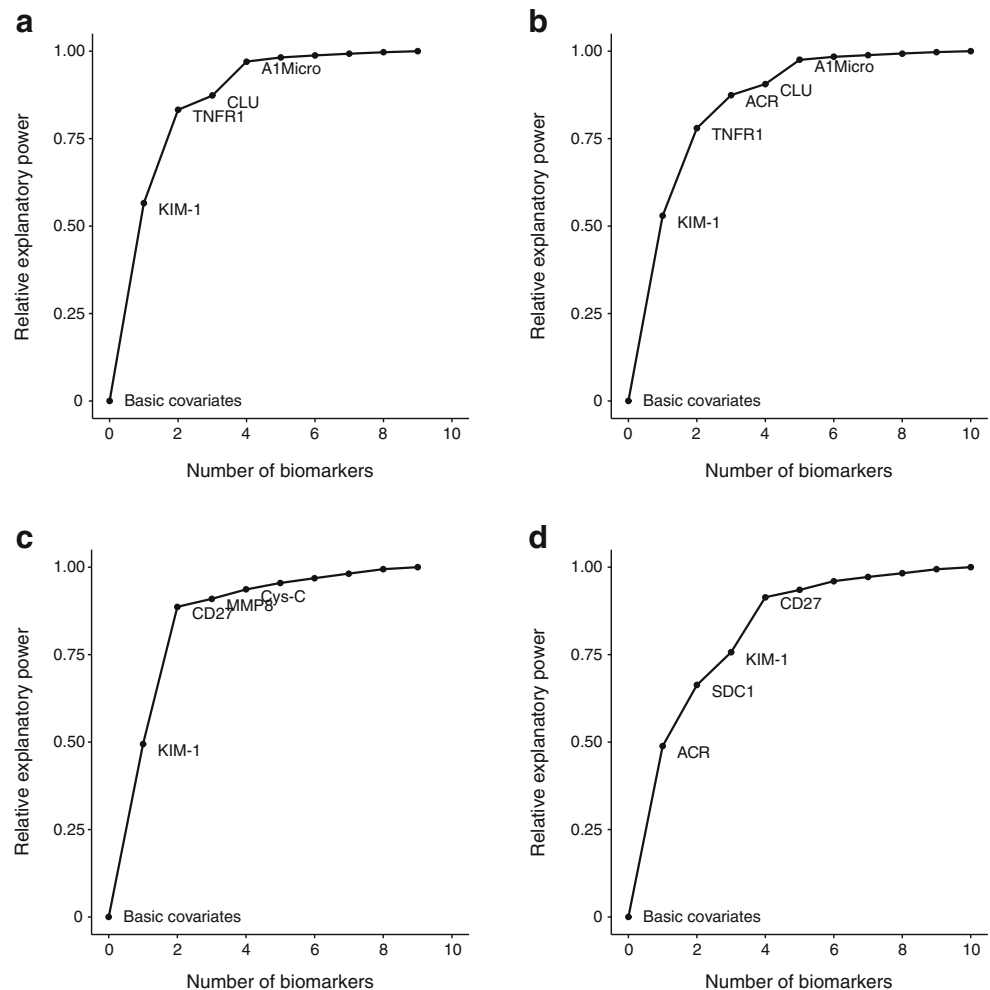 a
Relative explanatory power
1.00
0.75
0.50
0.25
0
A1Micro
CLU
TNFR1
KIM-1
Basic covariates
0 2 4 6 8 10
Number of biomarkers
b
Relative explanatory power
1.00
0.75
0.50
0.25
0
A1Micro
CLU
ACR
TNFR1
KIM-1
Basic covariates
0 2 4 6 8 10
Number of biomarkers
c
Relative explanatory power
1.00
0.75
0.50
0.25
0
Cys-C
MMP8
CD27
KIM-1
Basic covariates
0 2 4 6 8 10
Number of biomarkers
d
Relative explanatory power
1.00
0.75
0.50
0.25
0
CD27
KIM-1
SDC1
ACR
Basic covariates
0 2 4 6 8 10
Number of biomarkers